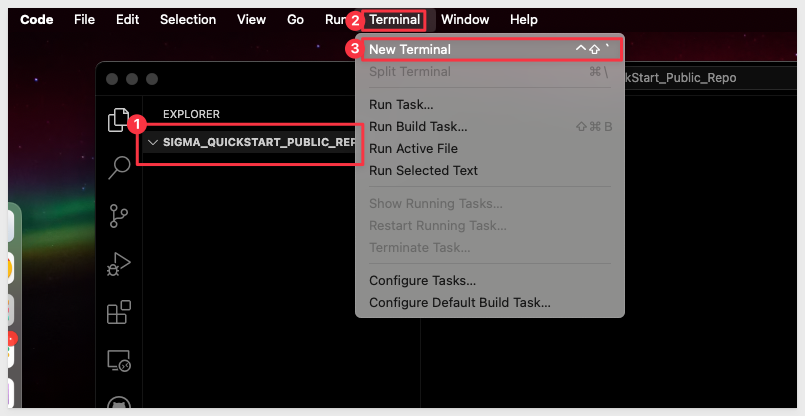 Code File Edit Selection View Go Run 2 Terminal Window Help
3 New Terminal ^⇧`
Split Terminal ⌘\
kStart_Public_Repo
Run Task...
EXPLORER
1
Run Build Task... ⇧⌘B
SIGMA_QUICKSTART_PUBLIC_REP
Run Active File
Run Selected Text
Show Running Tasks...
Restart Running Task...
Terminate Task...
Configure Tasks...
Configure Default Build Task...